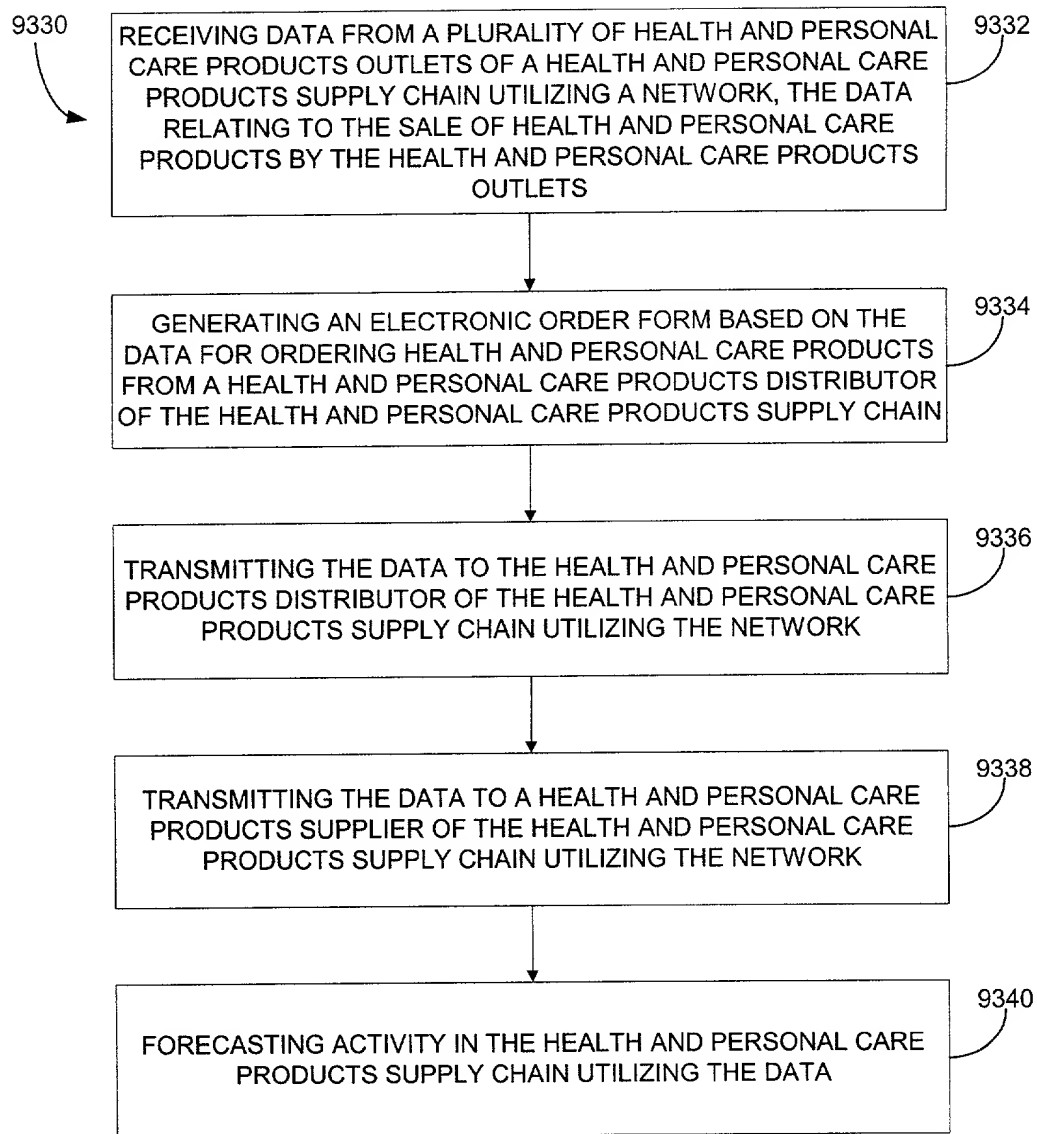 9330
RECEIVING DATA FROM A PLURALITY OF HEALTH AND PERSONAL
CARE PRODUCTS OUTLETS OF A HEALTH AND PERSONAL CARE
PRODUCTS SUPPLY CHAIN UTILIZING A NETWORK, THE DATA
RELATING TO THE SALE OF HEALTH AND PERSONAL CARE
PRODUCTS BY THE HEALTH AND PERSONAL CARE PRODUCTS
OUTLETS
9332
GENERATING AN ELECTRONIC ORDER FORM BASED ON THE
DATA FOR ORDERING HEALTH AND PERSONAL CARE PRODUCTS
FROM A HEALTH AND PERSONAL CARE PRODUCTS DISTRIBUTOR
OF THE HEALTH AND PERSONAL CARE PRODUCTS SUPPLY CHAIN
9334
TRANSMITTING THE DATA TO THE HEALTH AND PERSONAL CARE
PRODUCTS DISTRIBUTOR OF THE HEALTH AND PERSONAL CARE
PRODUCTS SUPPLY CHAIN UTILIZING THE NETWORK
9336
TRANSMITTING THE DATA TO A HEALTH AND PERSONAL CARE
PRODUCTS SUPPLIER OF THE HEALTH AND PERSONAL CARE
PRODUCTS SUPPLY CHAIN UTILIZING THE NETWORK
9338
FORECASTING ACTIVITY IN THE HEALTH AND PERSONAL CARE
PRODUCTS SUPPLY CHAIN UTILIZING THE DATA
9340